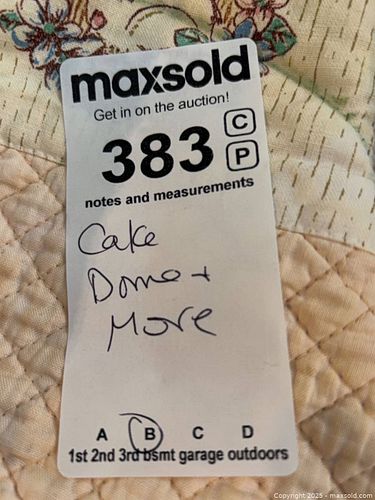 maxsold
Get in on the auction!
383 C
P
notes and measurements
Cake
Dome +
More
A B C D
1st 2nd 3rd bsmt garage outdoors
Copyright 2025 - maxsold.com